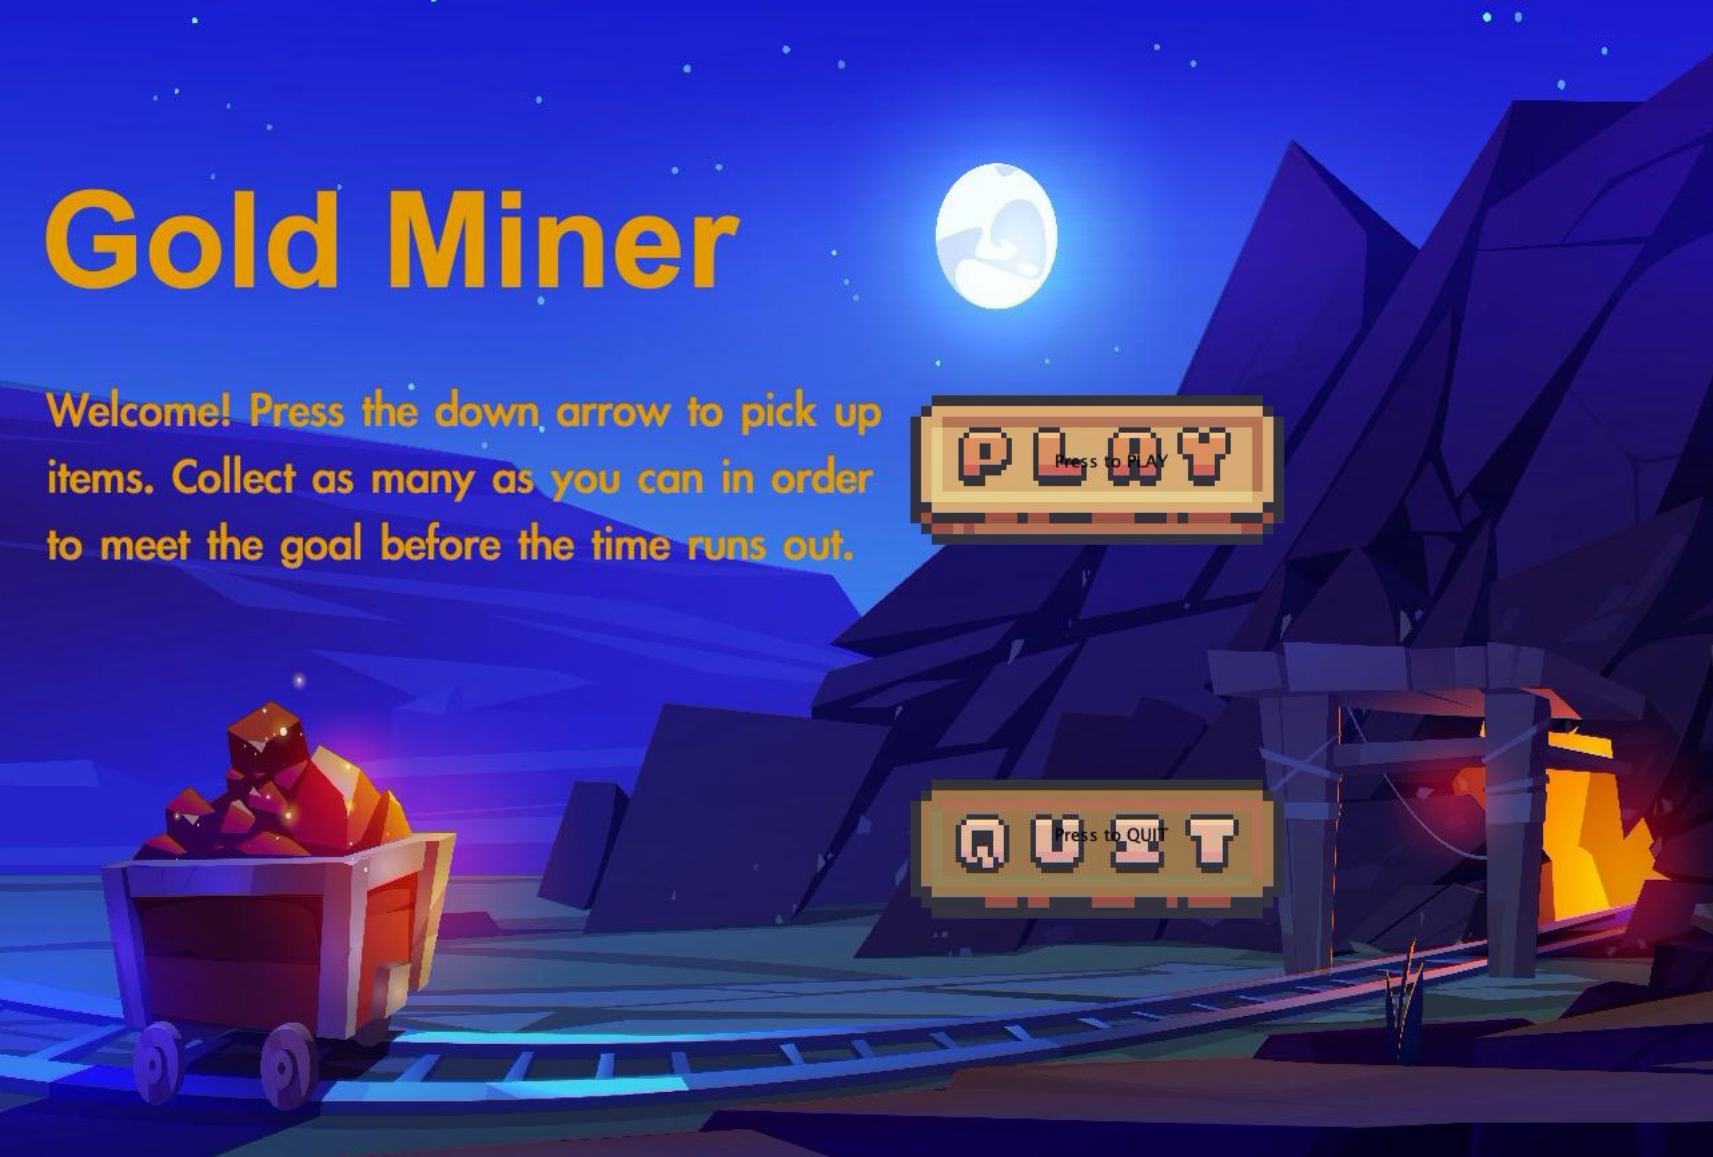 Gold Miner
Welcome! Press the down arrow to pick up
items. Collect as many as you can in order
to meet the goal before the time runs out.
PLAY
Press to PLAY
QUIT
Press to QUIT